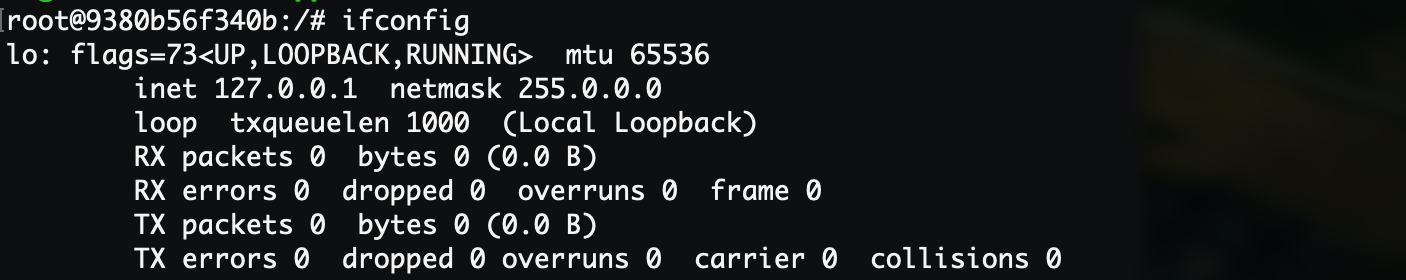 [root@9380b56f340b:/# ifconfig
lo: flags=73<UP,LOOPBACK,RUNNING>  mtu 65536
        inet 127.0.0.1  netmask 255.0.0.0
        loop  txqueuelen 1000  (Local Loopback)
        RX packets 0  bytes 0 (0.0 B)
        RX errors 0  dropped 0  overruns 0  frame 0
        TX packets 0  bytes 0 (0.0 B)
        TX errors 0  dropped 0 overruns 0  carrier 0  collisions 0